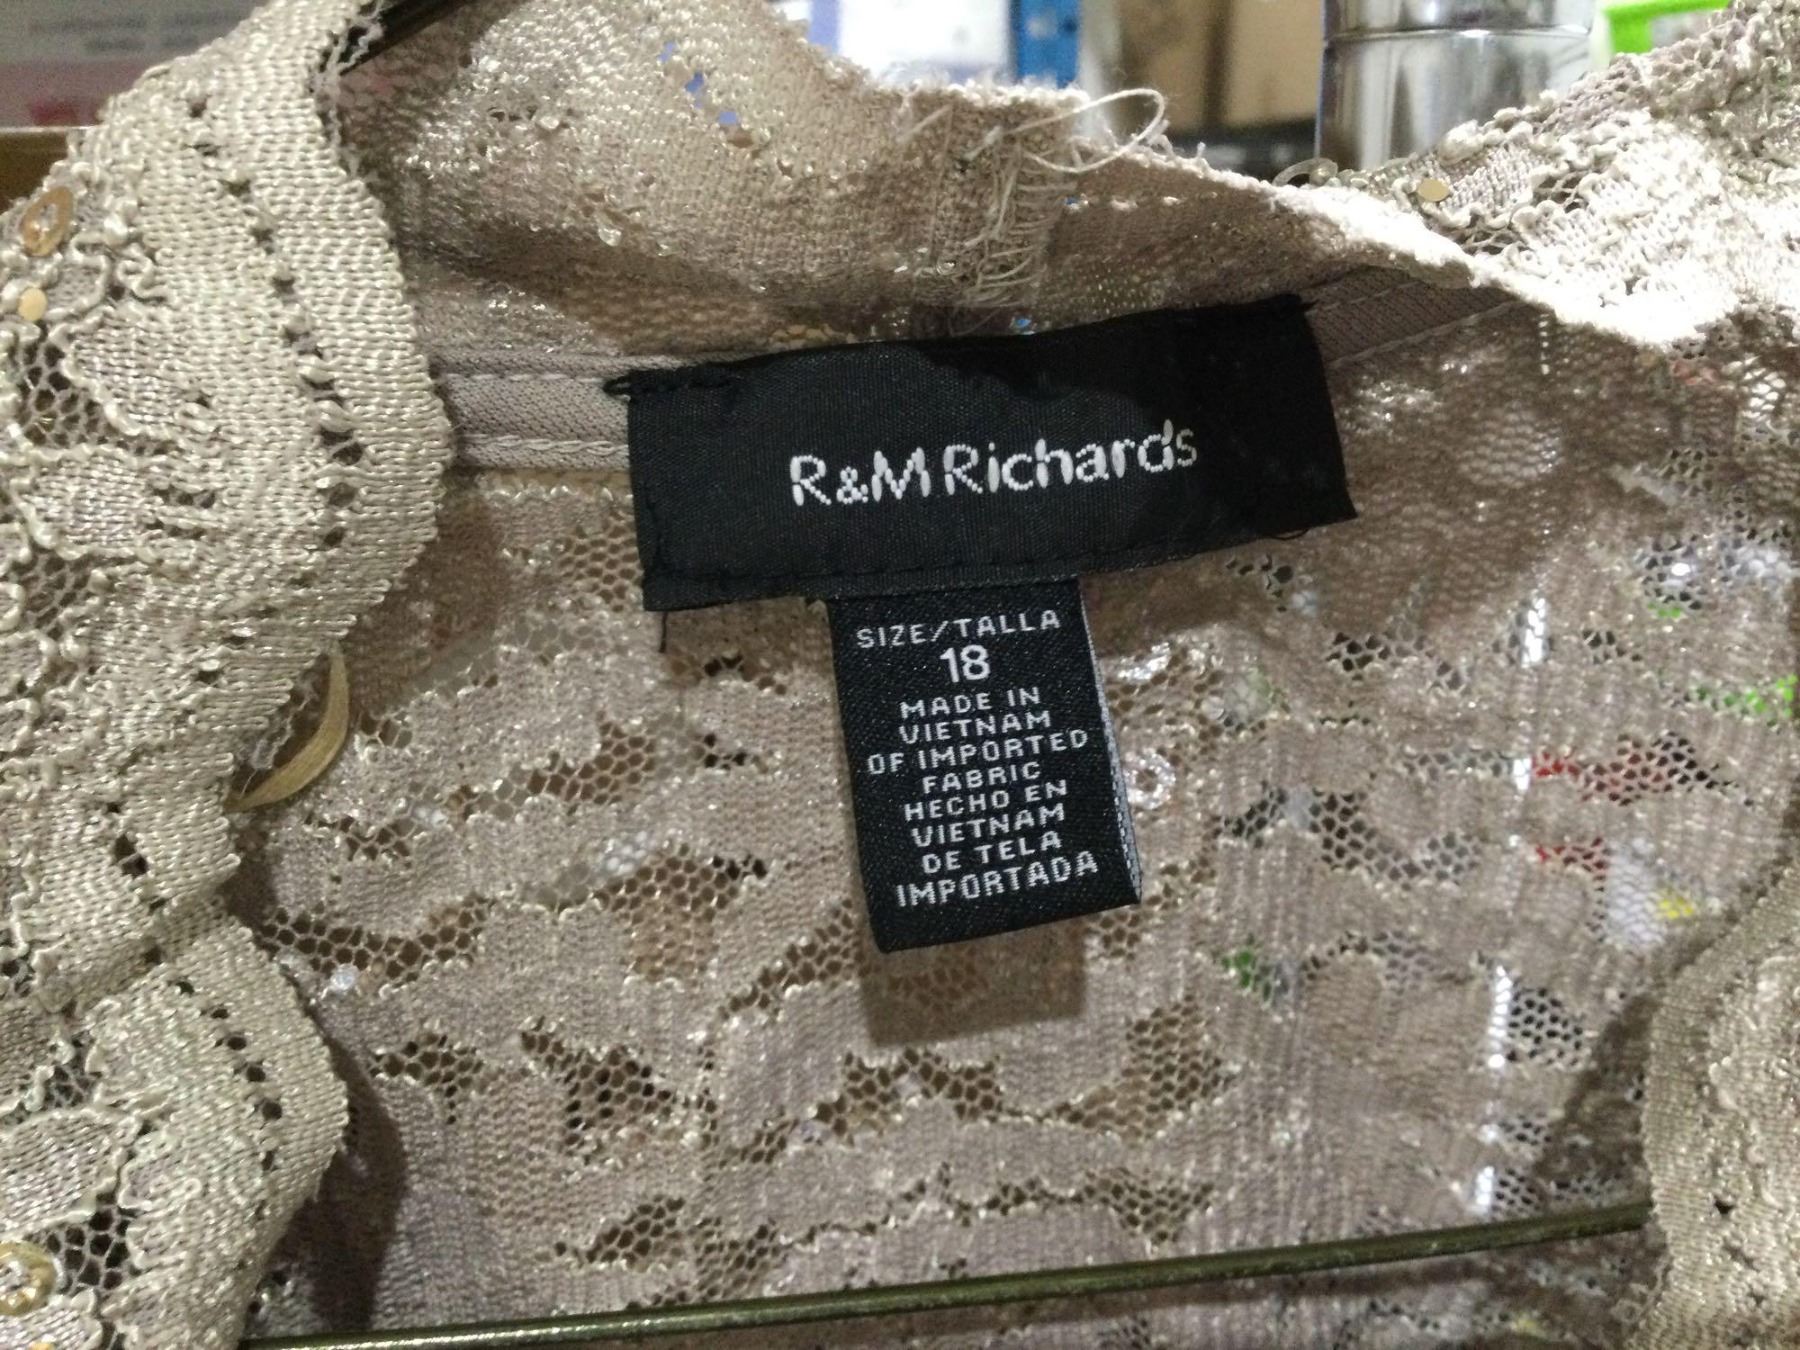 R&M Richards
SIZE/TALLA
18
MADE IN
VIETNAM
OF IMPORTED
FABRIC
HECHO EN
VIETNAM
DE TELA
IMPORTADA